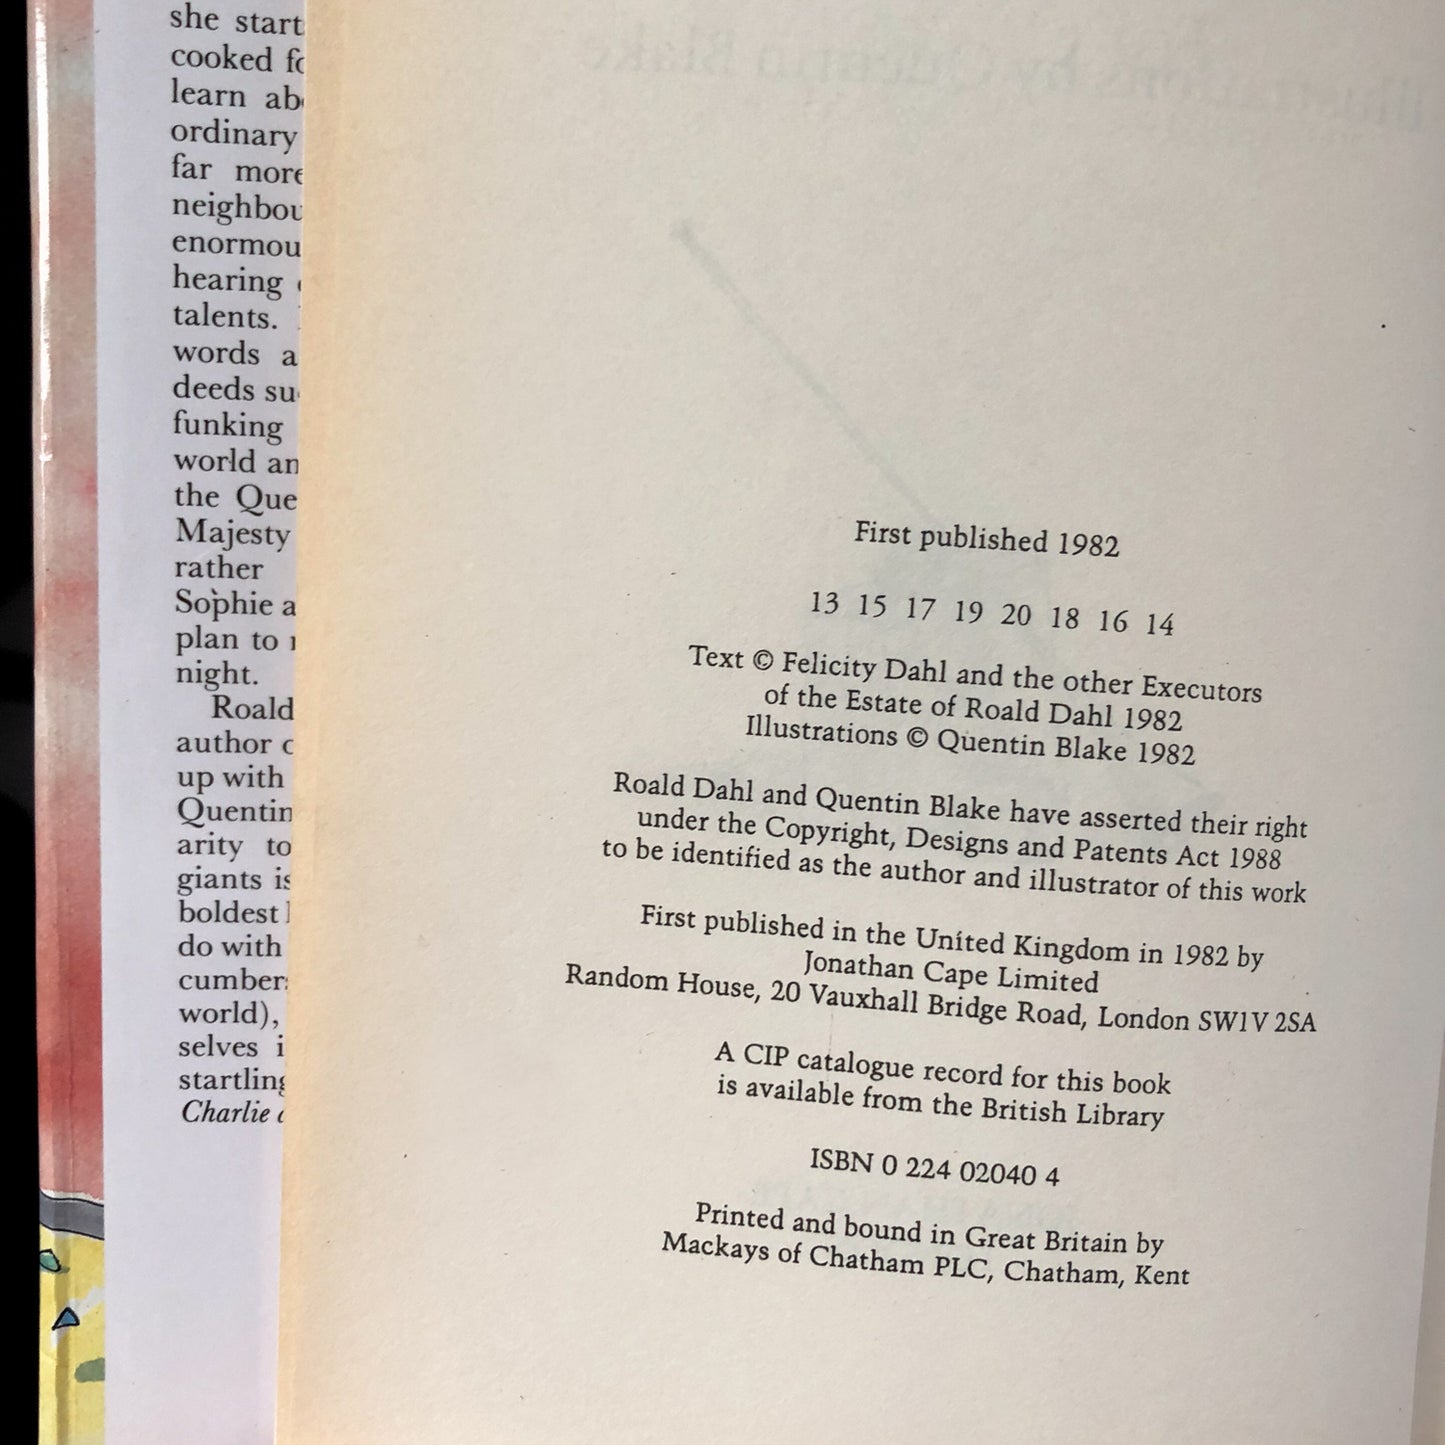 she start
cooked
learn
ordinary
far more
neighbou
enormou
hearing
talents.
words a
deeds su
funking
world an
the Que
Majesty
rather
Sophie a
plan to
night.
Roald
author
up with
Quentin
arity to
giants is
boldest
do with
cumber
world),
selves i
startling
Charlie
illustrations by Quentin Blake
First published 1982
13 15 17 19 20 18 16 14
Text © Felicity Dahl and the other Executors
of the Estate of Roald Dahl 1982
Illustrations © Quentin Blake 1982
Roald Dahl and Quentin Blake have asserted their right
under the Copyright, Designs and Patents Act 1988
to be identified as the author and illustrator of this work
First published in the United Kingdom in 1982 by
Jonathan Cape Limited
Random House, 20 Vauxhall Bridge Road, London SW1V 2SA
A CIP catalogue record for this book
is available from the British Library
ISBN 0 224 02040 4
Printed and bound in Great Britain by
Mackays of Chatham PLC, Chatham, Kent